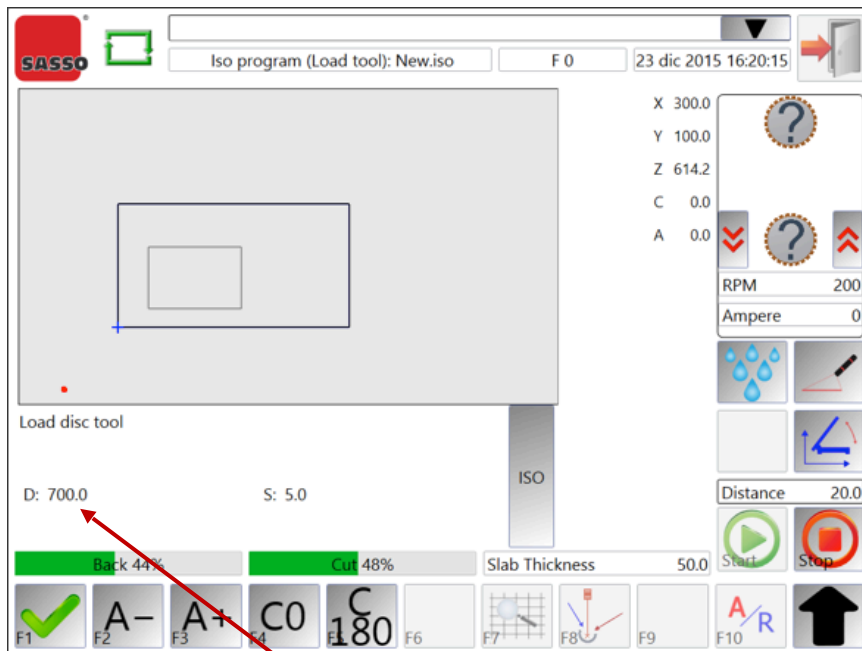 SASSO®
Iso program (Load tool): New.iso
F 0
23 dic 2015 16:20:15
X 300.0
Y 100.0
Z 614.2
C 0.0
A 0.0
?
?
RPM 200
Ampere 0
Load disc tool
ISO
D: 700.0
S: 5.0
Distance 20.0
Start
Stop
Back 44%
Cut 48%
Slab Thickness 50.0
F1
A-
F2
A+
F3
C0
F4
C
180
F5
F6
F7
F8
F9
A/R
F10